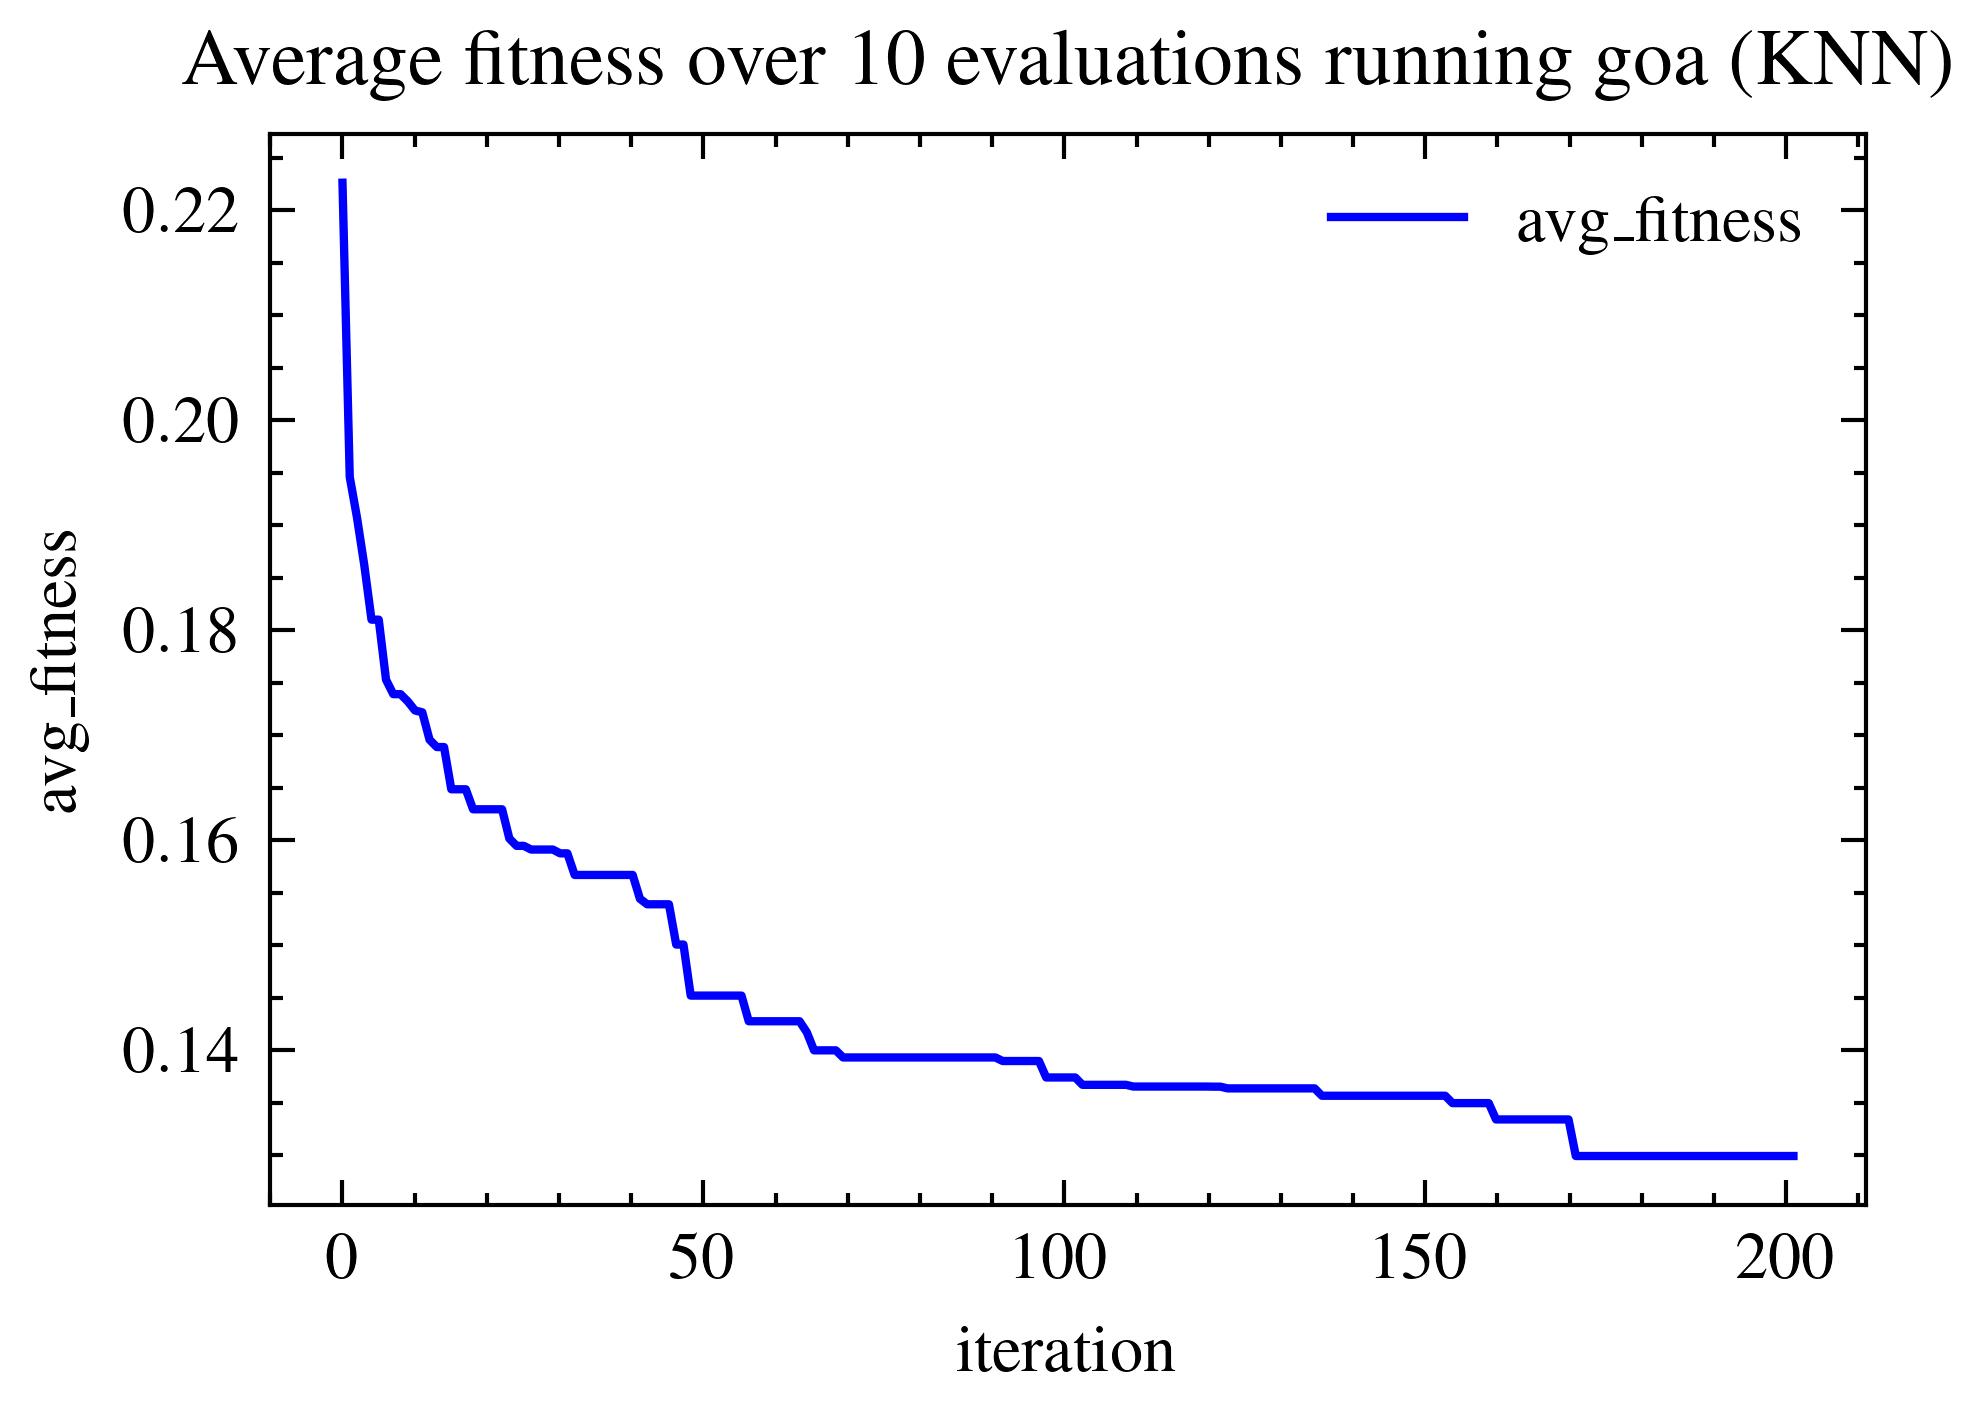 Average fitness over 10 evaluations running goa (KNN)
avg_fitness
0.22
0.20
0.18
0.16
0.14
avg_fitness
0 50 100 150 200
iteration